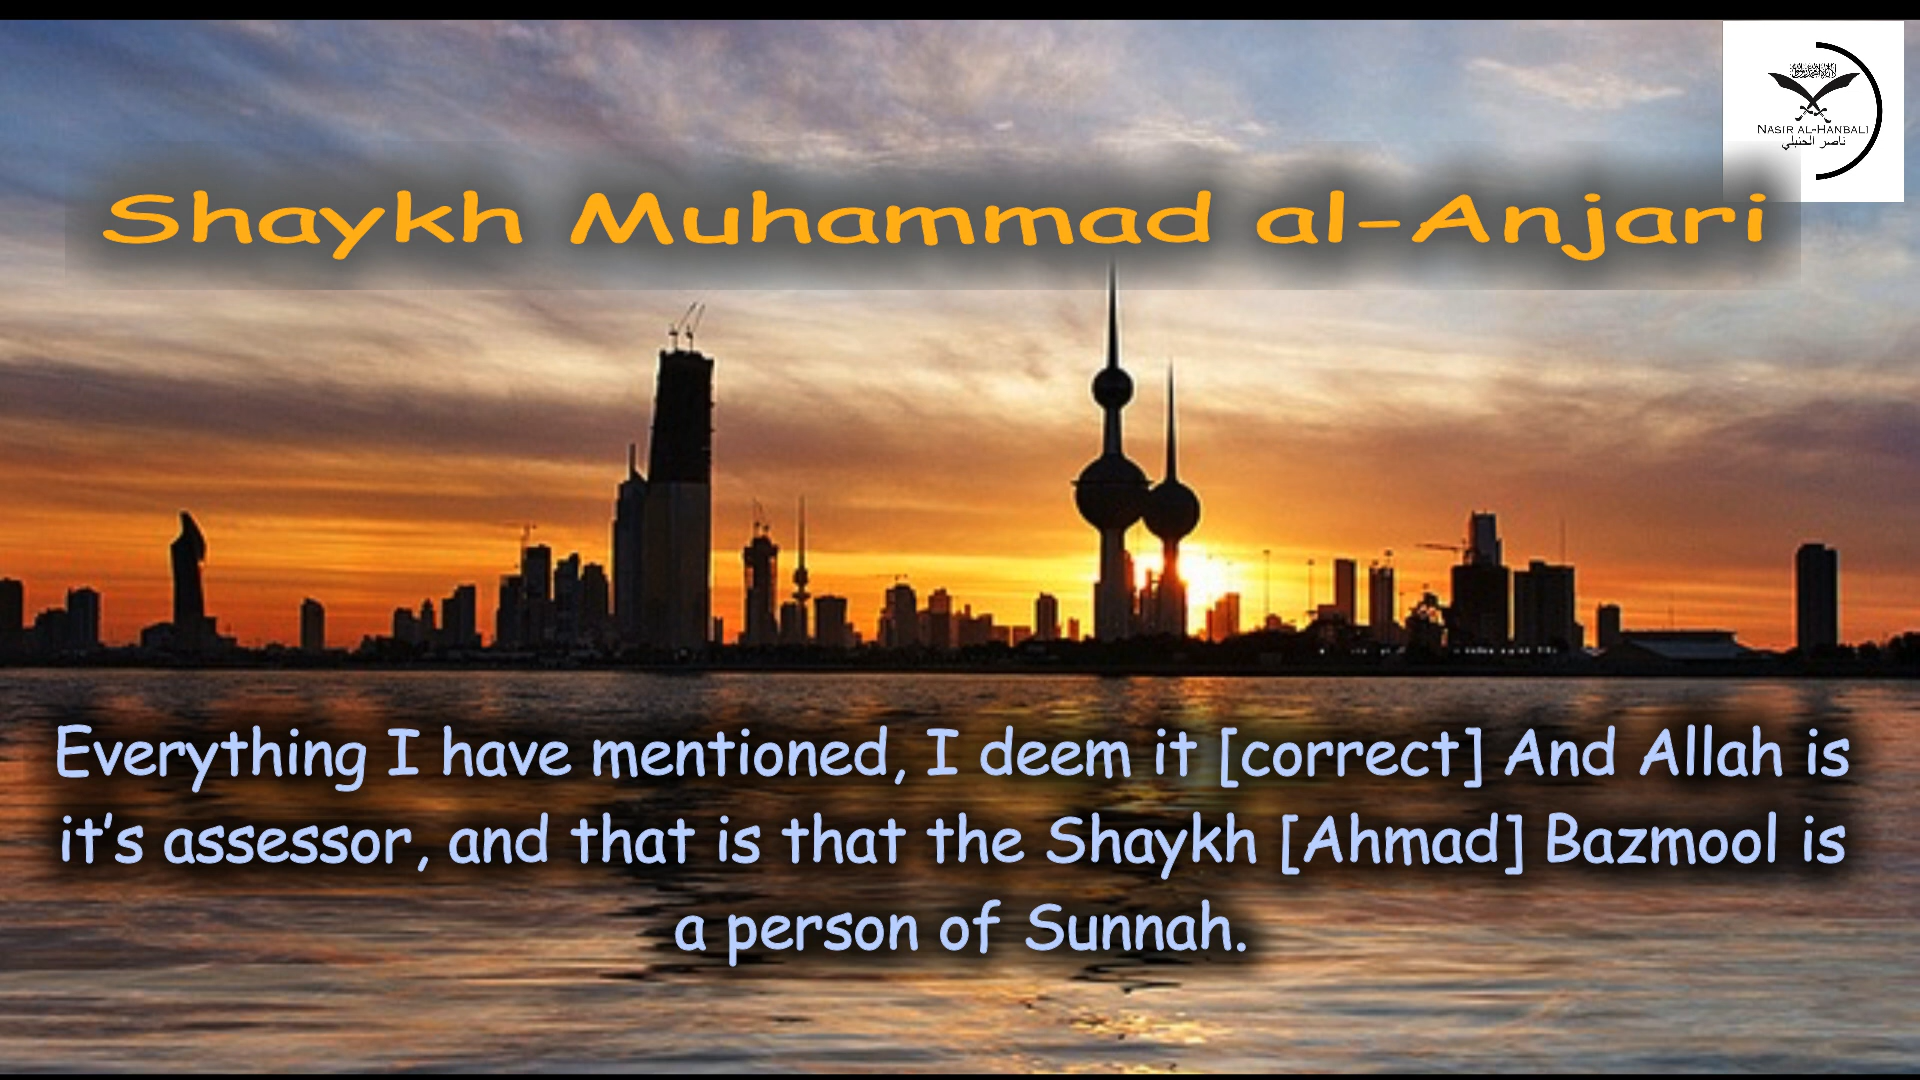 NASIR AL-HANBALI
ناصر الحنبلي
Shaykh Muhammad al-Anjari
Everything I have mentioned, I deem it [correct] And Allah is
it's assessor, and that is that the Shaykh [Ahmad] Bazmool is
a person of Sunnah.